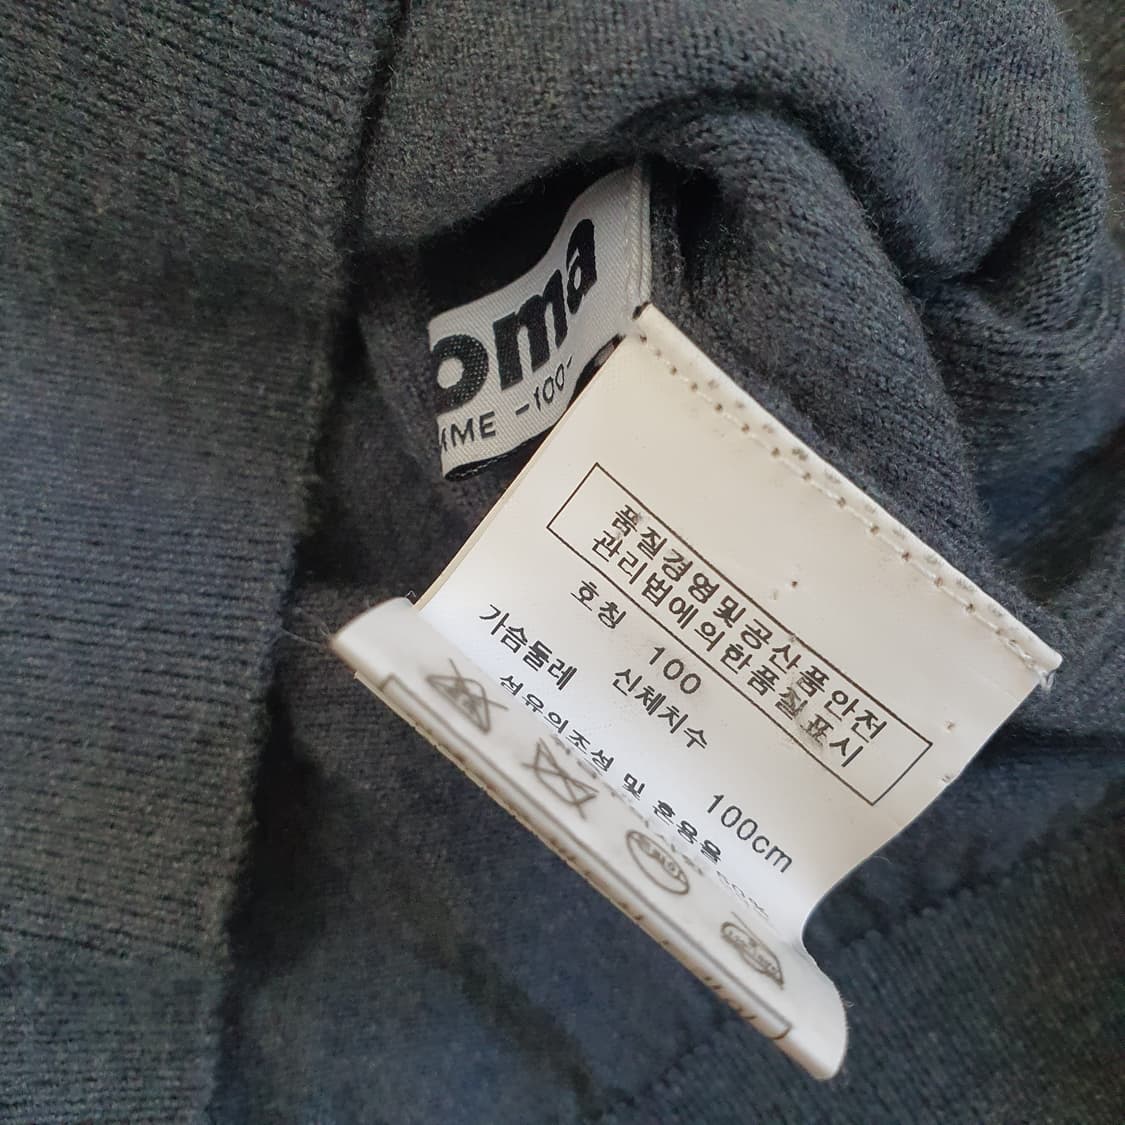 oma
MME -100-
품질경영및공산품안전
관리법에의한품질표시
호칭 100
가슴둘레 신체치수 100cm
섬유의조성 및 혼용율
60%